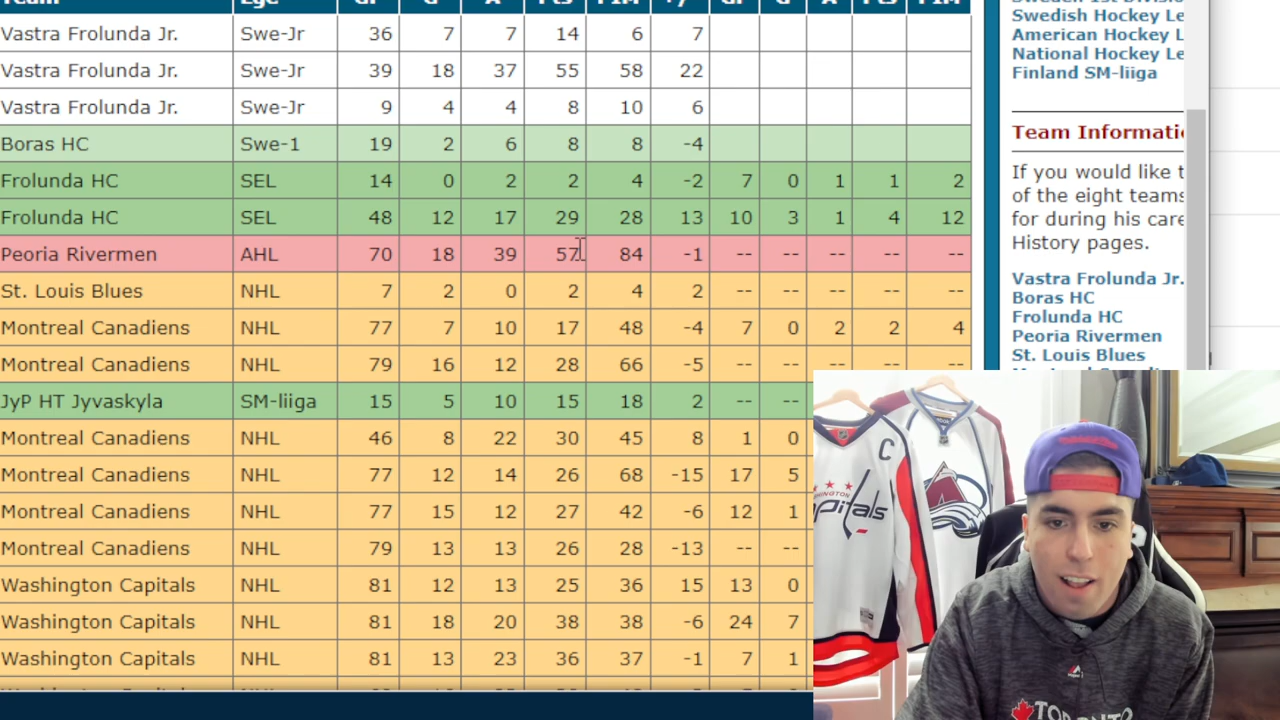 Team Lge GP G A Pts PIM +/- GP G A Pts PIM
Vastra Frolunda Jr. Swe-Jr 36 7 7 14 6 7
Vastra Frolunda Jr. Swe-Jr 39 18 37 55 58 22
Vastra Frolunda Jr. Swe-Jr 9 4 4 8 10 6
Boras HC Swe-1 19 2 6 8 8 -4
Frolunda HC SEL 14 0 2 2 4 -2 7 0 1 1 2
Frolunda HC SEL 48 12 17 29 28 13 10 3 1 4 12
Peoria Rivermen AHL 70 18 39 57 84 -1 -- -- -- -- --
St. Louis Blues NHL 7 2 0 2 4 2 -- -- -- -- --
Montreal Canadiens NHL 77 7 10 17 48 -4 7 0 2 2 4
Montreal Canadiens NHL 79 16 12 28 66 -5 -- -- -- -- --
JyP HT Jyvaskyla SM-liiga 15 5 10 15 18 2 -- --
Montreal Canadiens NHL 46 8 22 30 45 8 1 0
Montreal Canadiens NHL 77 12 14 26 68 -15 17 5
Montreal Canadiens NHL 77 15 12 27 42 -6 12 1
Montreal Canadiens NHL 79 13 13 26 28 -13 -- --
Washington Capitals NHL 81 12 13 25 36 15 13 0
Washington Capitals NHL 81 18 20 38 38 -6 24 7
Washington Capitals NHL 81 13 23 36 37 -1 7 1
Swedish Hockey Le
American Hockey L
National Hockey Le
Finland SM-liiga
Team Informati
If you would like t
of the eight teams
for during his care
History pages.
Vastra Frolunda Jr.
Boras HC
Frolunda HC
Peoria Rivermen
St. Louis Blues
C
pitals
TORONTO